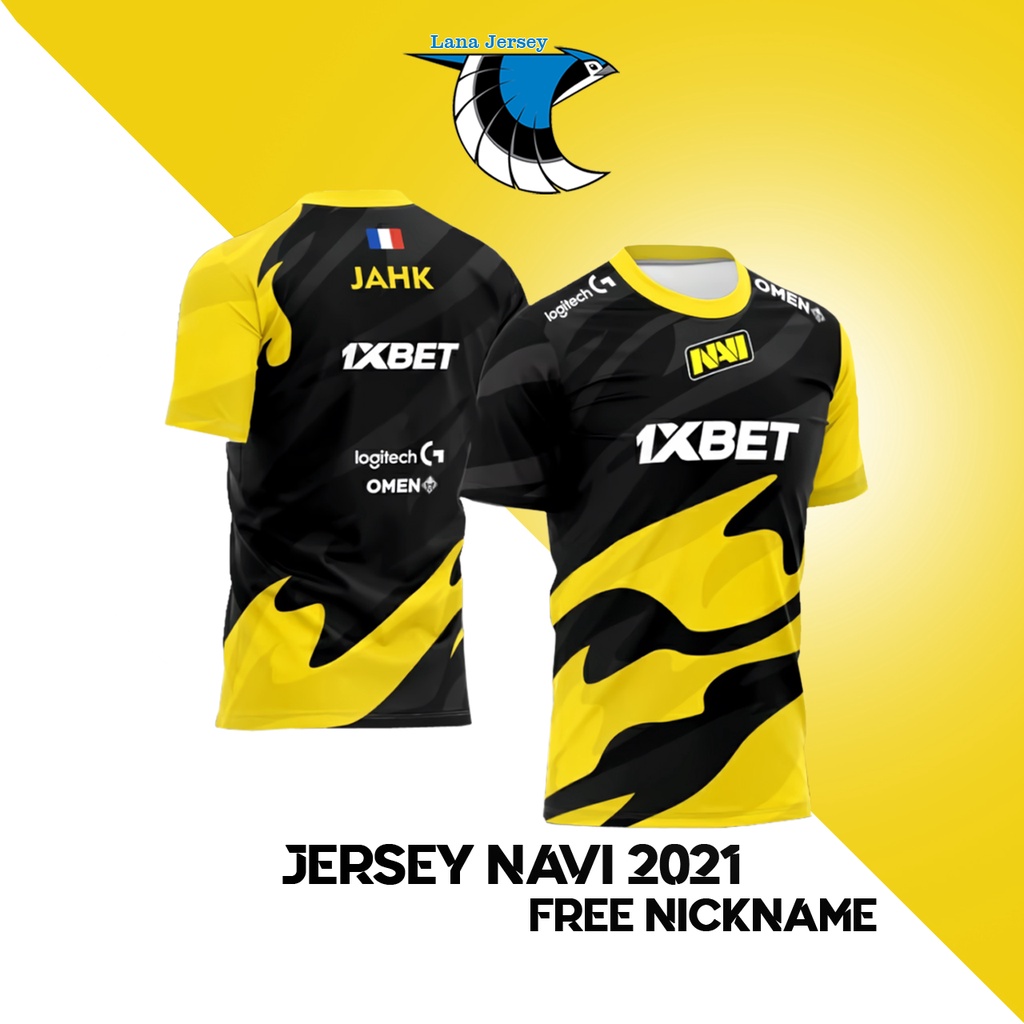 Lana Jersey
JAHK
1XBET
logitech G
OMEN
logitech G
OMEN
NAVI
1XBET
JERSEY NAVI 2021
FREE NICKNAME